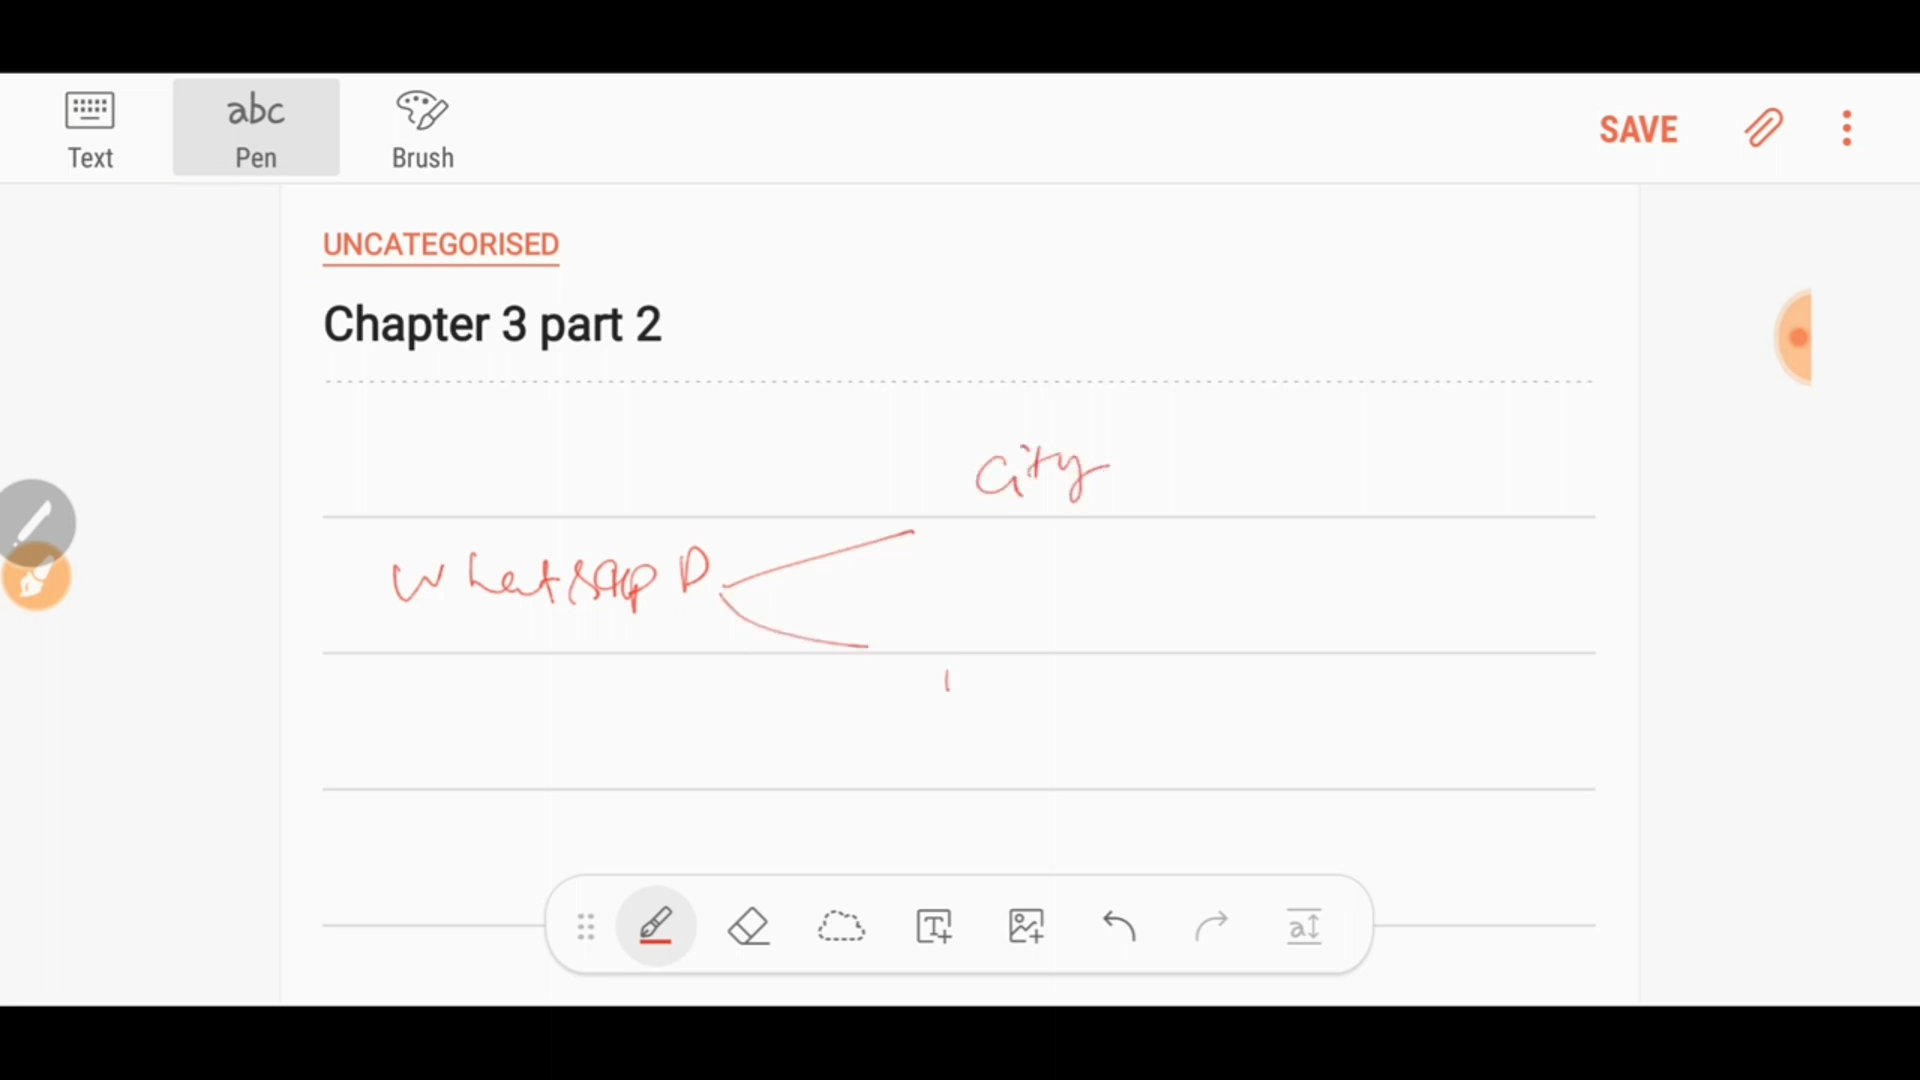 Text
abc
Pen
Brush
SAVE
UNCATEGORISED
Chapter 3 part 2
City
Whatsapp D